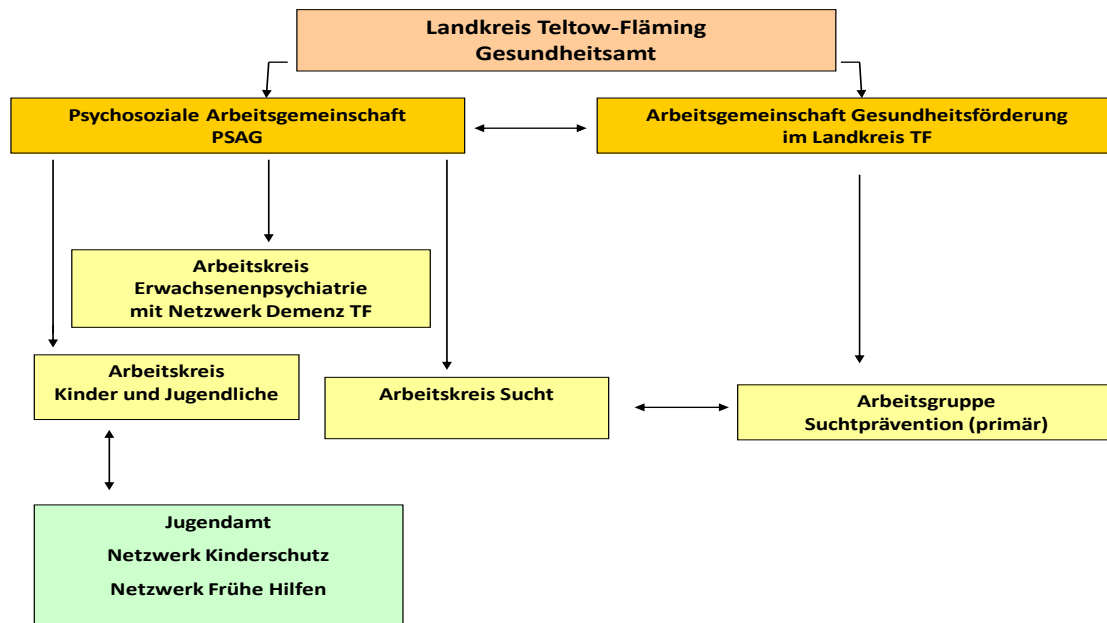 Landkreis Teltow-Fläming
Gesundheitsamt
Psychosoziale Arbeitsgemeinschaft
PSAG
Arbeitsgemeinschaft Gesundheitsförderung
im Landkreis TF
Arbeitskreis
Erwachsenenpsychiatrie
mit Netzwerk Demenz TF
Arbeitskreis
Kinder und Jugendliche
Arbeitskreis Sucht
Arbeitsgruppe
Suchtprävention (primär)
Jugendamt
Netzwerk Kinderschutz
Netzwerk Frühe Hilfen